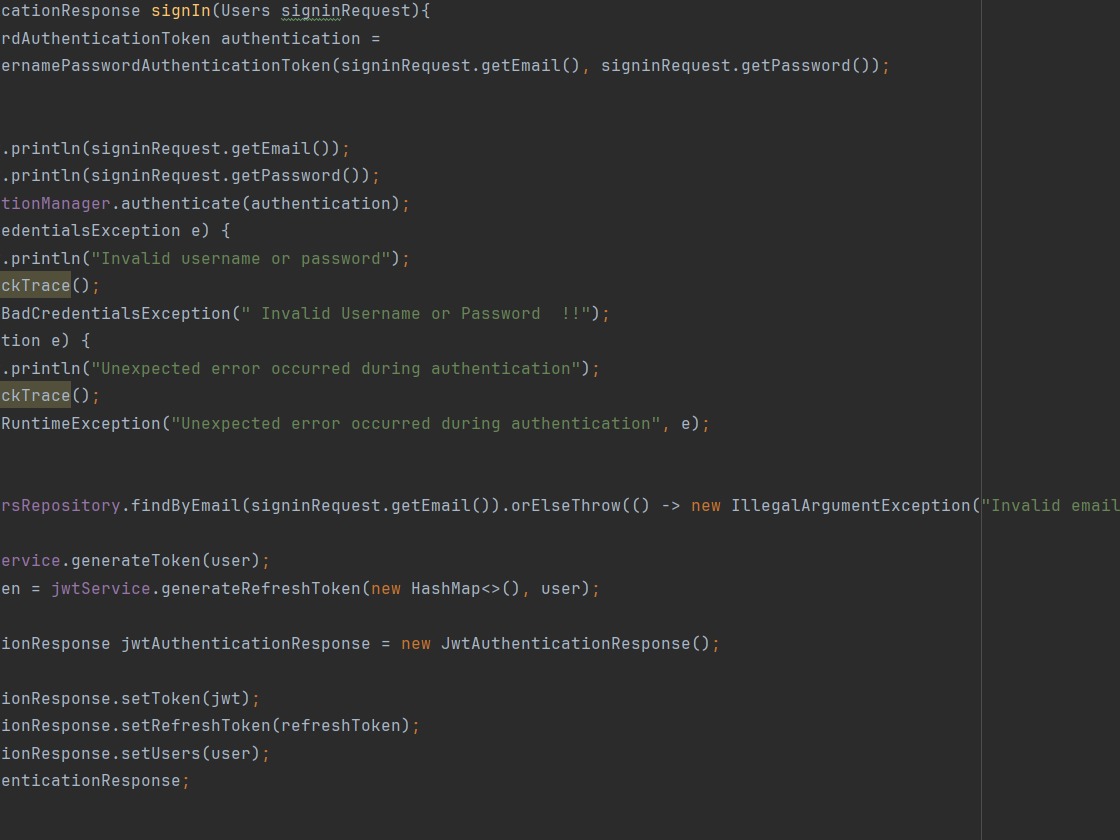 cationResponse signIn(Users signinRequest){
rdAuthenticationToken authentication =
ernamePasswordAuthenticationToken(signinRequest.getEmail(), signinRequest.getPassword());
.println(signinRequest.getEmail());
.println(signinRequest.getPassword());
tionManager.authenticate(authentication);
edentialsException e) {
.println("Invalid username or password");
ckTrace();
BadCredentialsException(" Invalid Username or Password  !!");
tion e) {
.println("Unexpected error occurred during authentication");
ckTrace();
RuntimeException("Unexpected error occurred during authentication", e);
rsRepository.findByEmail(signinRequest.getEmail()).orElseThrow(() -> new IllegalArgumentException("Invalid email
ervice.generateToken(user);
en = jwtService.generateRefreshToken(new HashMap<>(), user);
ionResponse jwtAuthenticationResponse = new JwtAuthenticationResponse();
ionResponse.setToken(jwt);
ionResponse.setRefreshToken(refreshToken);
ionResponse.setUsers(user);
enticationResponse;